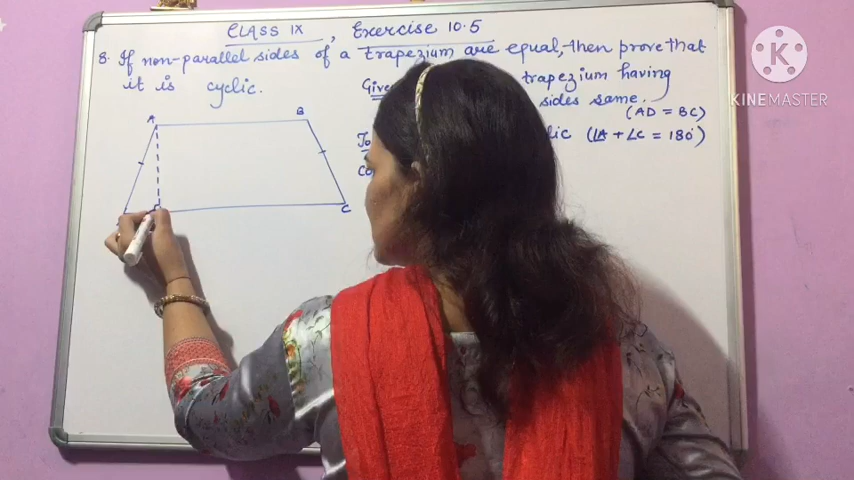 CLASS IX, Exercise 10.5
8. If non-parallel sides of a trapezium are equal, then prove that
it is cyclic.
trapezium having
sides same.
(AD = BC)
(∠A + ∠C = 180°)
A
B
C
K
KINEMASTER